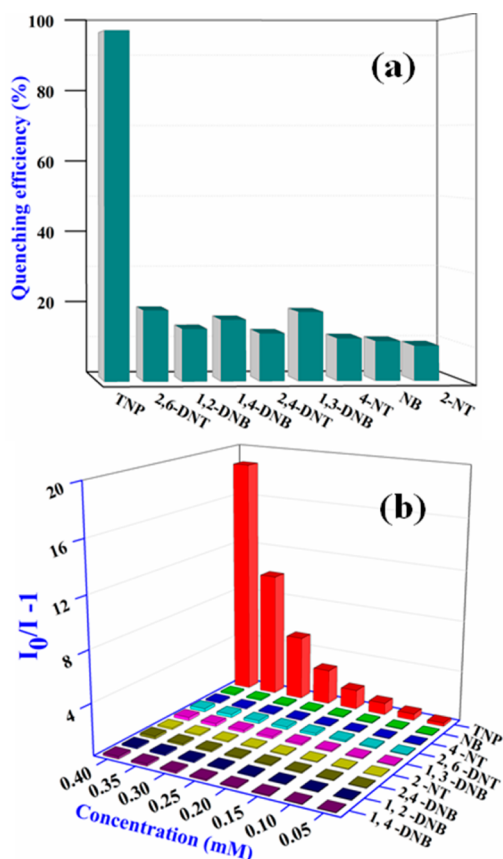 100
(a)
80
60
40
20
Quenching efficiency (%)
TNP
2,6-DNT
1,2-DNB
1,4-DNB
2,4-DNT
1,3-DNB
4-NT
NB
2-NT
20
(b)
16
12
8
4
I0/I -1
0.40
0.35
0.30
0.25
0.20
0.15
0.10
0.05
Concentration (mM)
TNP
NB
4 -NT
2, 6-DNT
1, 3-DNB
2 -NT
2,4 -DNB
1, 2 -DNB
1, 4 -DNB